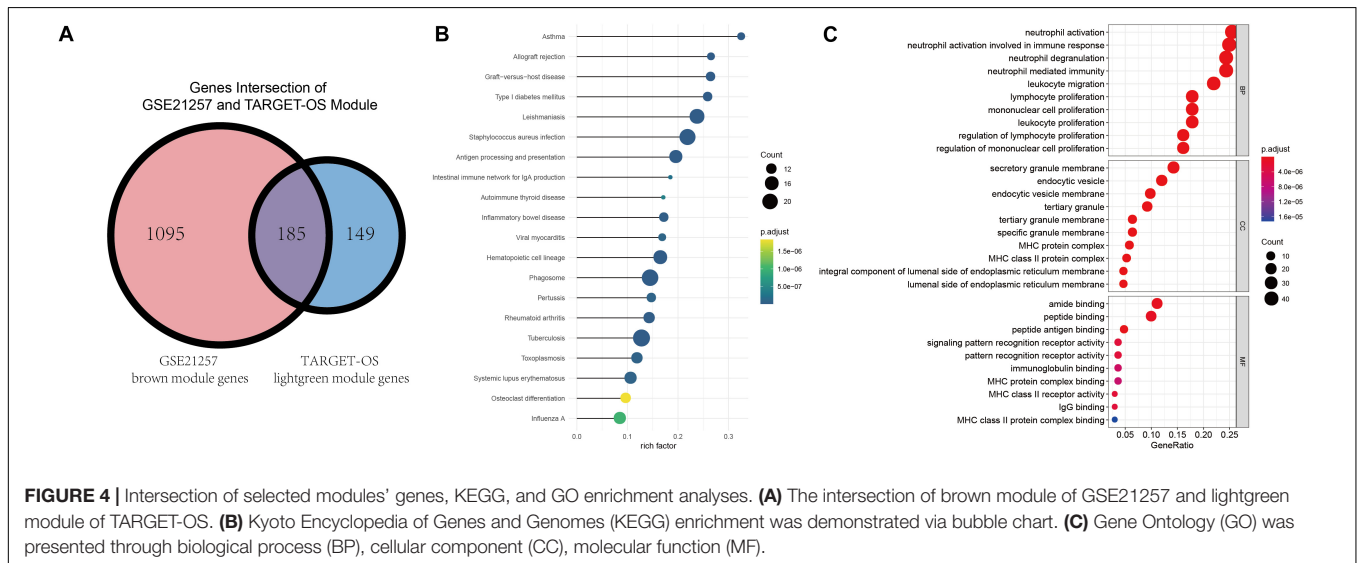 A
Genes Intersection of
GSE21257 and TARGET-OS Module
1095
185
149
GSE21257
brown module genes
TARGET-OS
lightgreen module genes
B
Asthma
Allograft rejection
Graft-versus-host disease
Type I diabetes mellitus
Leishmaniasis
Staphylococcus aureus infection
Antigen processing and presentation
Intestinal immune network for IgA production
Autoimmune thyroid disease
Inflammatory bowel disease
Viral myocarditis
Hematopoietic cell lineage
Phagosome
Pertussis
Rheumatoid arthritis
Tuberculosis
Toxoplasmosis
Systemic lupus erythematosus
Osteoclast differentiation
Influenza A
0.0 0.1 0.2 0.3
rich factor
Count
12
16
20
p.adjust
1.5e-06
1.0e-06
5.0e-07
C
neutrophil activation
neutrophil activation involved in immune response
neutrophil degranulation
neutrophil mediated immunity
leukocyte migration
lymphocyte proliferation
mononuclear cell proliferation
leukocyte proliferation
regulation of lymphocyte proliferation
regulation of mononuclear cell proliferation
BP
secretory granule membrane
endocytic vesicle
endocytic vesicle membrane
tertiary granule
tertiary granule membrane
specific granule membrane
MHC protein complex
MHC class II protein complex
integral component of lumenal side of endoplasmic reticulum membrane
lumenal side of endoplasmic reticulum membrane
CC
amide binding
peptide binding
peptide antigen binding
signaling pattern recognition receptor activity
pattern recognition receptor activity
immunoglobulin binding
MHC protein complex binding
MHC class II receptor activity
IgG binding
MHC class II protein complex binding
MF
0.05 0.10 0.15 0.20 0.25
GeneRatio
p.adjust
4.0e-06
8.0e-06
1.2e-05
1.6e-05
Count
10
20
30
40
FIGURE 4 | Intersection of selected modules' genes, KEGG, and GO enrichment analyses. (A) The intersection of brown module of GSE21257 and lightgreen
module of TARGET-OS. (B) Kyoto Encyclopedia of Genes and Genomes (KEGG) enrichment was demonstrated via bubble chart. (C) Gene Ontology (GO) was
presented through biological process (BP), cellular component (CC), molecular function (MF).